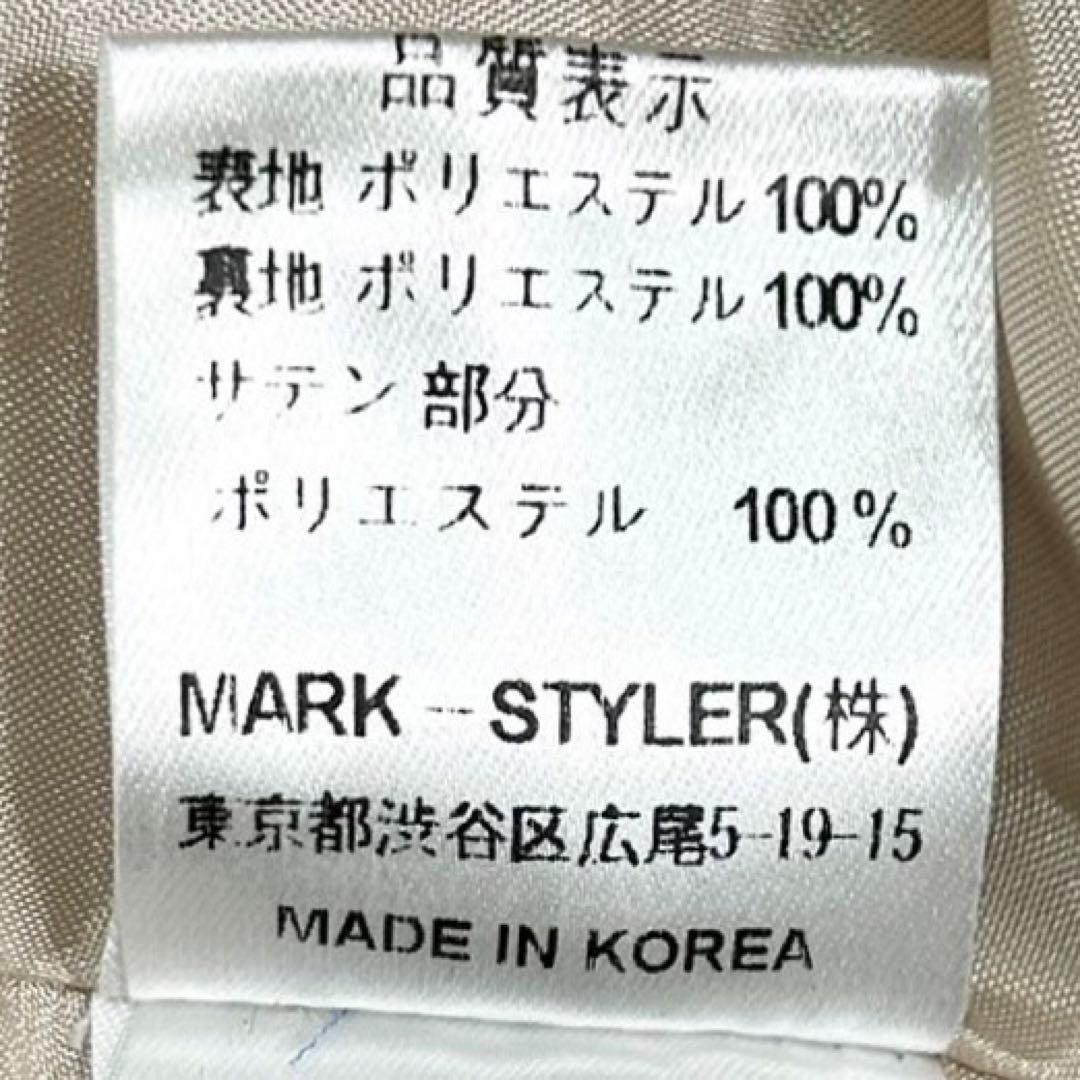 品質表示
表地 ポリエステル 100%
裏地 ポリエステル 100%
サテン 部分
ポリエステル 100%
MARK-STYLER(株)
東京都渋谷区広尾5-19-15
MADE IN KOREA